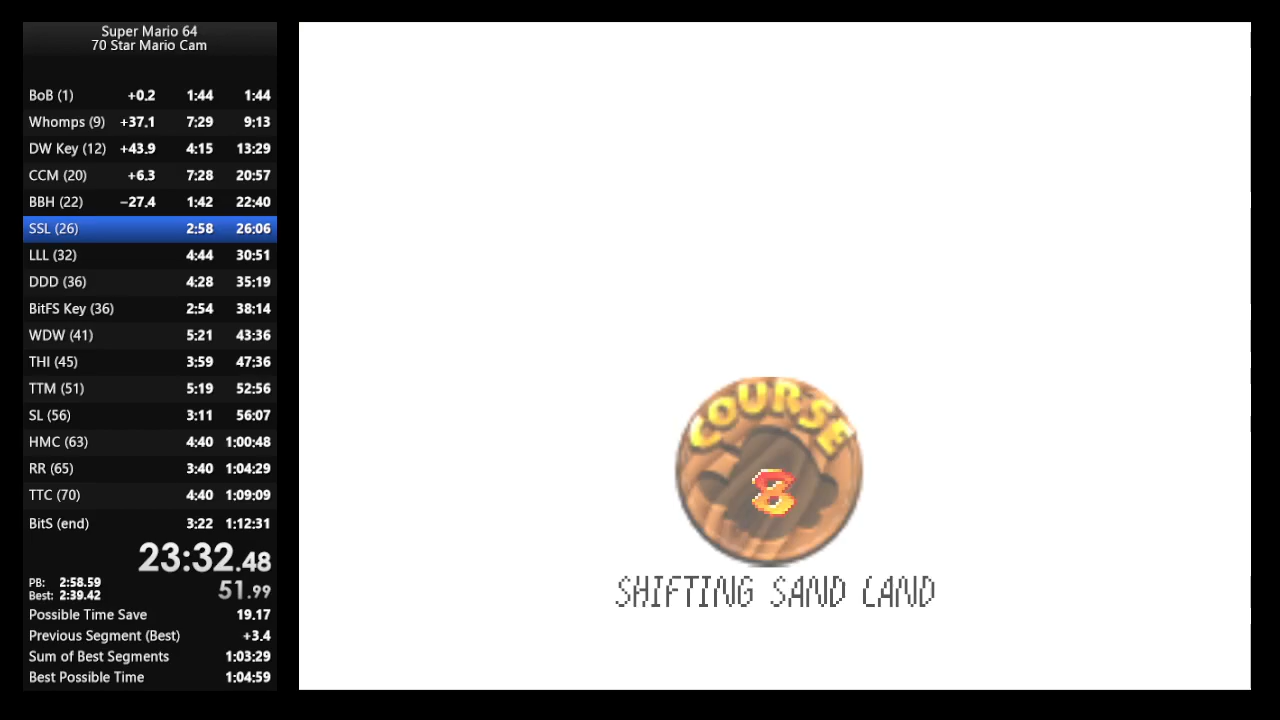 Super Mario 64
70 Star Mario Cam
BoB (1) +0.2 1:44 1:44
Whomps (9) +37.1 7:29 9:13
DW Key (12) +43.9 4:15 13:29
CCM (20) +6.3 7:28 20:57
BBH (22) −27.4 1:42 22:40
SSL (26) 2:58 26:06
LLL (32) 4:44 30:51
DDD (36) 4:28 35:19
BitFS Key (36) 2:54 38:14
WDW (41) 5:21 43:36
THI (45) 3:59 47:36
TTM (51) 5:19 52:56
SL (56) 3:11 56:07
HMC (63) 4:40 1:00:48
RR (65) 3:40 1:04:29
TTC (70) 4:40 1:09:09
BitS (end) 3:22 1:12:31
23:32.48
PB: 2:58.59 51.99
Best: 2:39.42
Possible Time Save 19.17
Previous Segment (Best) +3.4
Sum of Best Segments 1:03:29
Best Possible Time 1:04:59
COURSE
8
SHIFTING SAND LAND